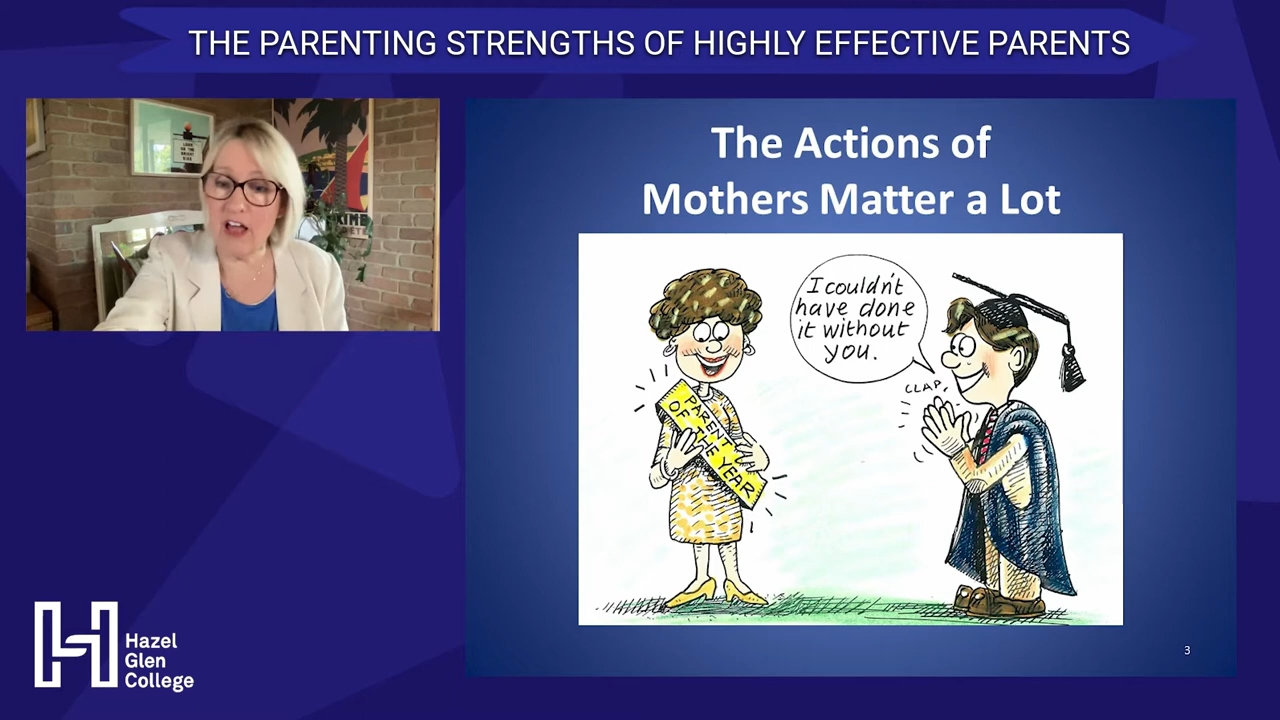 THE PARENTING STRENGTHS OF HIGHLY EFFECTIVE PARENTS
The Actions of
Mothers Matter a Lot
I couldn't
have done
it without
you.
CLAP.
PARENT
OF THE YEAR
3
Hazel
Glen
College